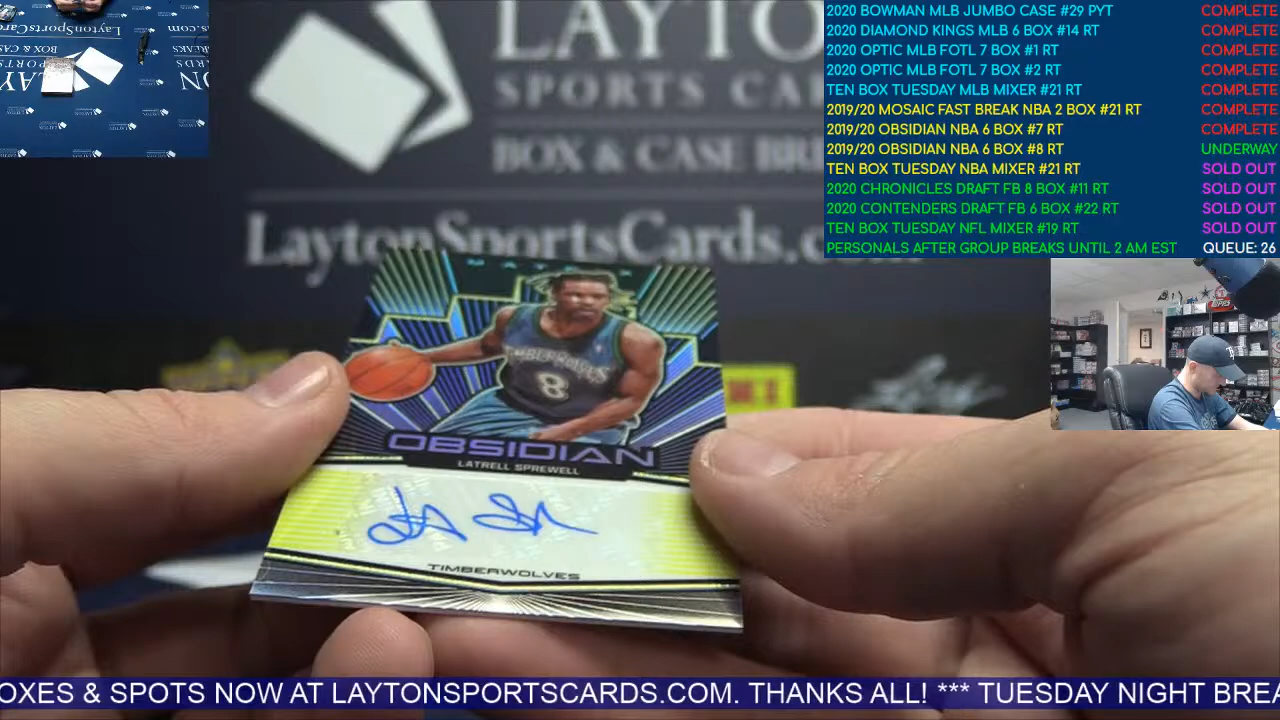 2020 BOWMAN MLB JUMBO CASE #29 PYT COMPLETE
2020 DIAMOND KINGS MLB 6 BOX #14 RT COMPLETE
2020 OPTIC MLB FOTL 7 BOX #1 RT COMPLETE
2020 OPTIC MLB FOTL 7 BOX #2 RT COMPLETE
TEN BOX TUESDAY MLB MIXER #21 RT COMPLETE
2019/20 MOSAIC FAST BREAK NBA 2 BOX #21 RT COMPLETE
2019/20 OBSIDIAN NBA 6 BOX #7 RT COMPLETE
2019/20 OBSIDIAN NBA 6 BOX #8 RT UNDERWAY
TEN BOX TUESDAY NBA MIXER #21 RT SOLD OUT
2020 CHRONICLES DRAFT FB 8 BOX #11 RT SOLD OUT
2020 CONTENDERS DRAFT FB 6 BOX #22 RT SOLD OUT
TEN BOX TUESDAY NFL MIXER #19 RT SOLD OUT
PERSONALS AFTER GROUP BREAKS UNTIL 2 AM EST QUEUE: 26
LAYTO
SPORTS CAR
BOX & CASE BR
LaytonSportsCards.co
TIMBERWOLVES
8
OBSIDIAN
LATRELL SPREWELL
TIMBERWOLVES
OXES & SPOTS NOW AT LAYTONSPORTSCARDS.COM. THANKS ALL! *** TUESDAY NIGHT BREA